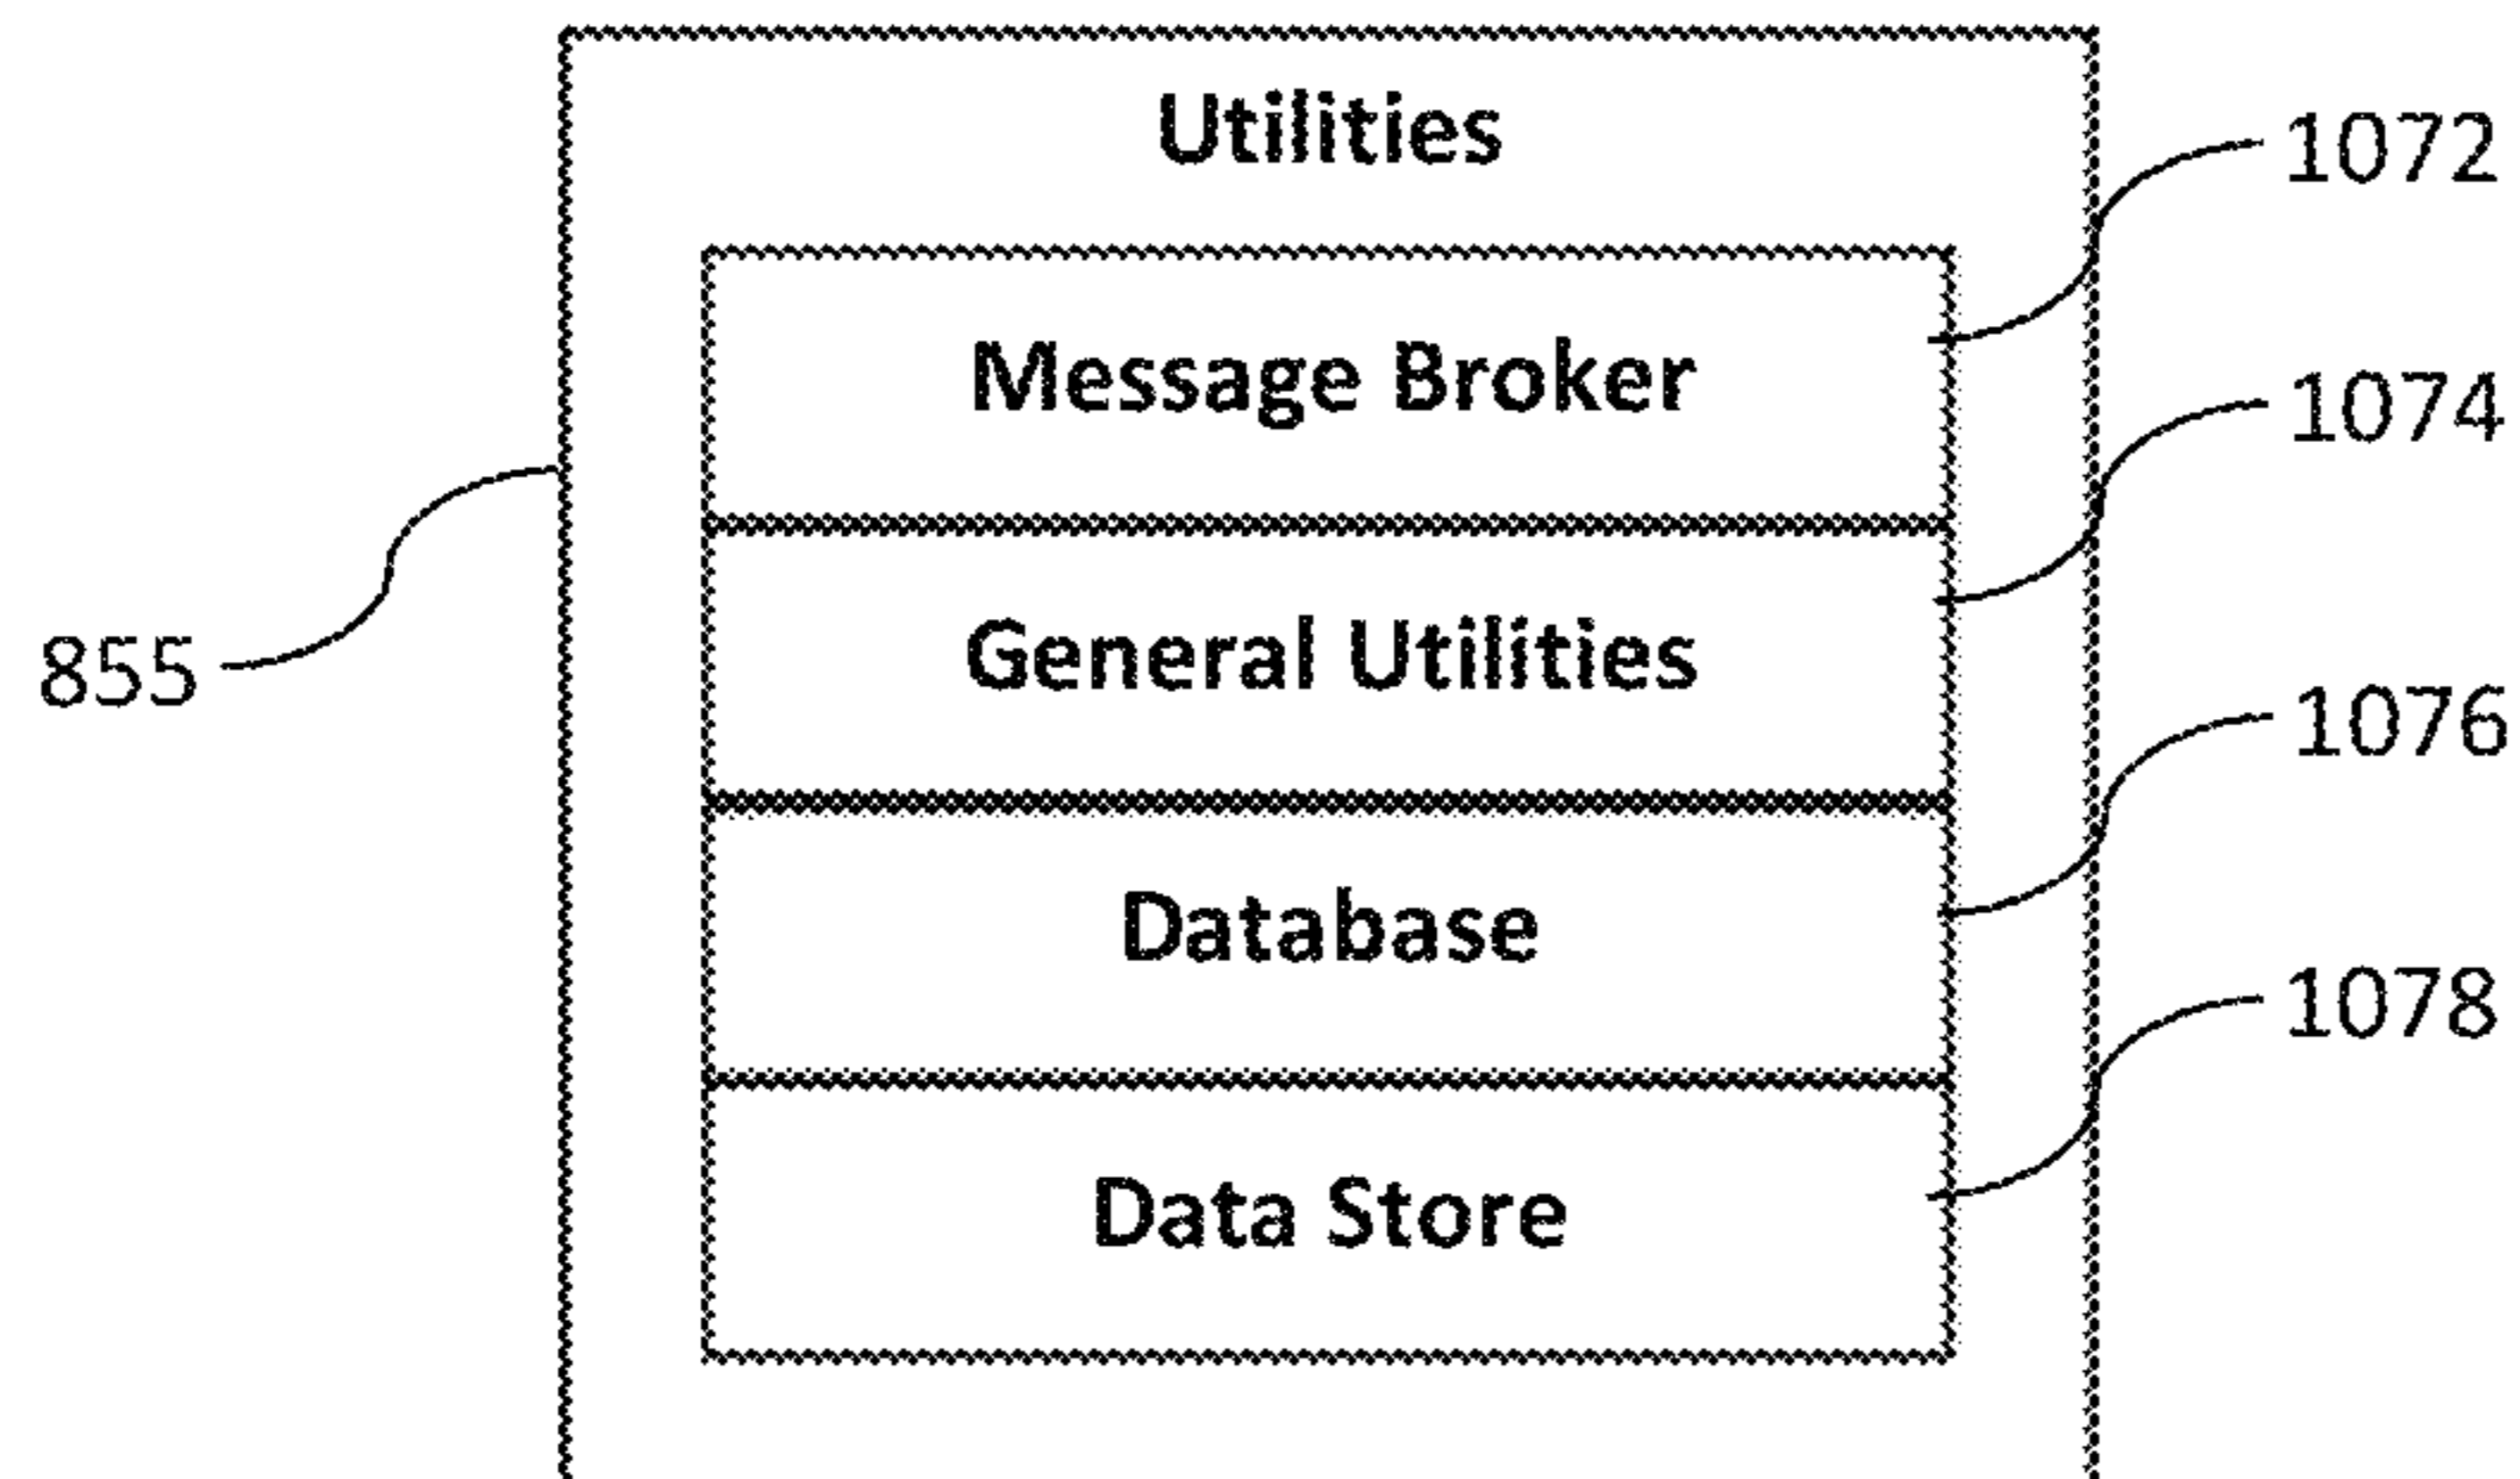 Utilities
1072
Message Broker
1074
General Utilities
855
1076
Database
1078
Data Store